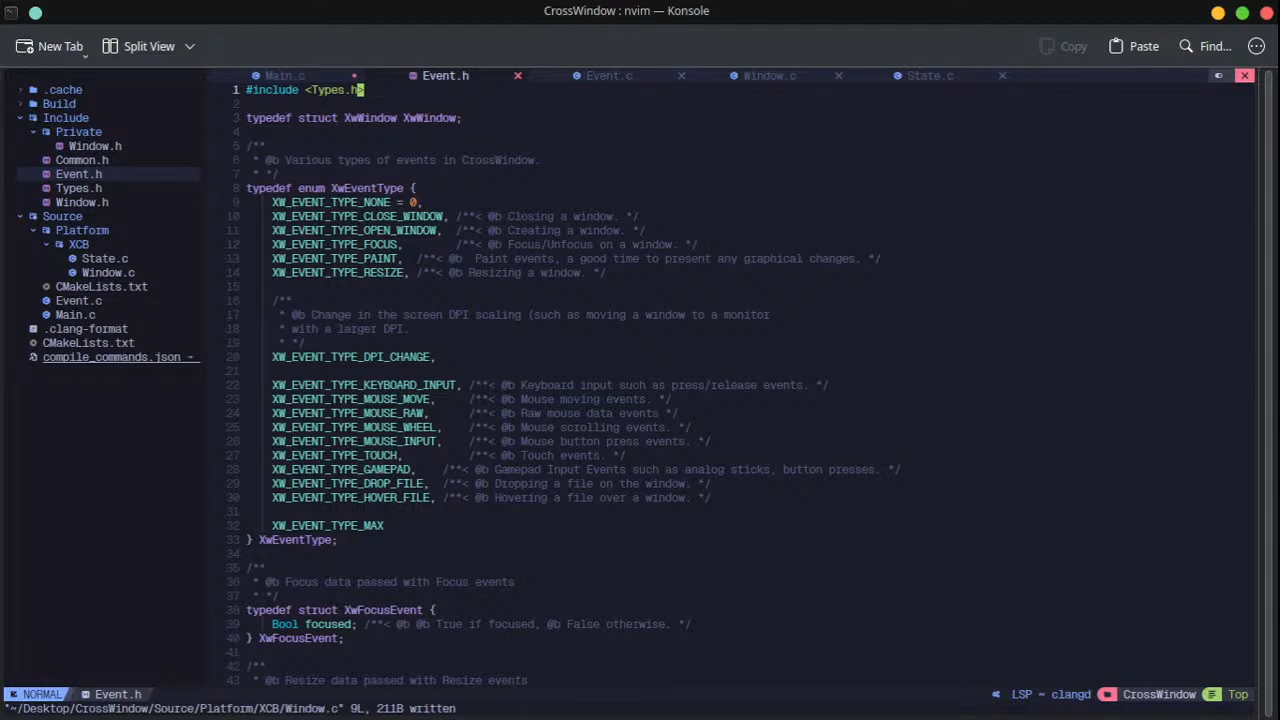 CrossWindow : nvim — Konsole
New Tab Split View Copy Paste Find...
Main.c Event.h Event.c Window.c State.c
.cache
Build
Include
Private
Window.h
Common.h
Event.h
Types.h
Window.h
Source
Platform
XCB
State.c
Window.c
CMakeLists.txt
Event.c
Main.c
.clang-format
CMakeLists.txt
compile_commands.json
1 #include <Types.h>
2
3 typedef struct XwWindow XwWindow;
4
5 /**
6 * @b Various types of events in CrossWindow.
7 * */
8 typedef enum XwEventType {
9 XW_EVENT_TYPE_NONE = 0,
10 XW_EVENT_TYPE_CLOSE_WINDOW, /**< @b Closing a window. */
11 XW_EVENT_TYPE_OPEN_WINDOW, /**< @b Creating a window. */
12 XW_EVENT_TYPE_FOCUS, /**< @b Focus/Unfocus on a window. */
13 XW_EVENT_TYPE_PAINT, /**< @b Paint events, a good time to present any graphical changes. */
14 XW_EVENT_TYPE_RESIZE, /**< @b Resizing a window. */
15
16 /**
17 * @b Change in the screen DPI scaling (such as moving a window to a monitor
18 * with a larger DPI.
19 * */
20 XW_EVENT_TYPE_DPI_CHANGE,
21
22 XW_EVENT_TYPE_KEYBOARD_INPUT, /**< @b Keyboard input such as press/release events. */
23 XW_EVENT_TYPE_MOUSE_MOVE, /**< @b Mouse moving events. */
24 XW_EVENT_TYPE_MOUSE_RAW, /**< @b Raw mouse data events */
25 XW_EVENT_TYPE_MOUSE_WHEEL, /**< @b Mouse scrolling events. */
26 XW_EVENT_TYPE_MOUSE_INPUT, /**< @b Mouse button press events. */
27 XW_EVENT_TYPE_TOUCH, /**< @b Touch events. */
28 XW_EVENT_TYPE_GAMEPAD, /**< @b Gamepad Input Events such as analog sticks, button presses. */
29 XW_EVENT_TYPE_DROP_FILE, /**< @b Dropping a file on the window. */
30 XW_EVENT_TYPE_HOVER_FILE, /**< @b Hovering a file over a window. */
31
32 XW_EVENT_TYPE_MAX
33 } XwEventType;
34
35 /**
36 * @b Focus data passed with Focus events
37 * */
38 typedef struct XwFocusEvent {
39 Bool focused; /**< @b @b True if focused, @b False otherwise. */
40 } XwFocusEvent;
41
42 /**
43 * @b Resize data passed with Resize events
NORMAL Event.h LSP ~ clangd CrossWindow Top
"~/Desktop/CrossWindow/Source/Platform/XCB/Window.c" 9L, 211B written